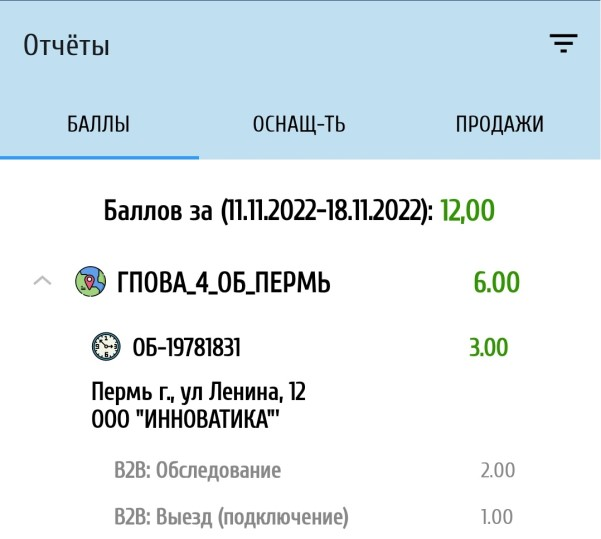 Отчёты
БАЛЛЫ ОСНАЩ-ТЬ ПРОДАЖИ
Баллов за (11.11.2022-18.11.2022): 12,00
ГПОВА_4_ОБ_ПЕРМЬ 6.00
ОБ-19781831 3.00
Пермь г., ул Ленина, 12
ООО "ИННОВАТИКА"'
B2B: Обследование 2.00
B2B: Выезд (подключение) 1.00